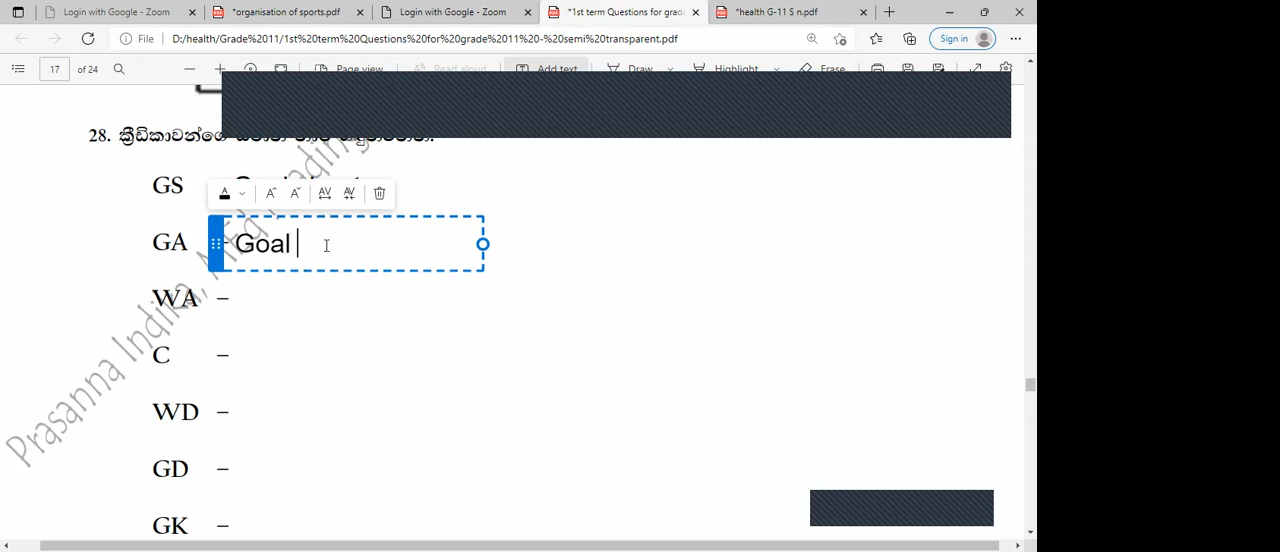 Login with Google - Zoom
*organisation of sports.pdf
Login with Google - Zoom
*1st term Questions for grade
*health G-11 S n.pdf
File
D:/health/Grade%2011/1st%20term%20Questions%20for%20grade%2011%20-%20semi%20transparent.pdf
Sign in
17 of 24
Page view
Read aloud
Add text
Draw
Highlight
Erase
28. ක්‍රීඩිකාවන්ගෙ
GS
GA - Goal
WA –
C –
WD –
GD –
GK –
Prasanna Indika, MEd